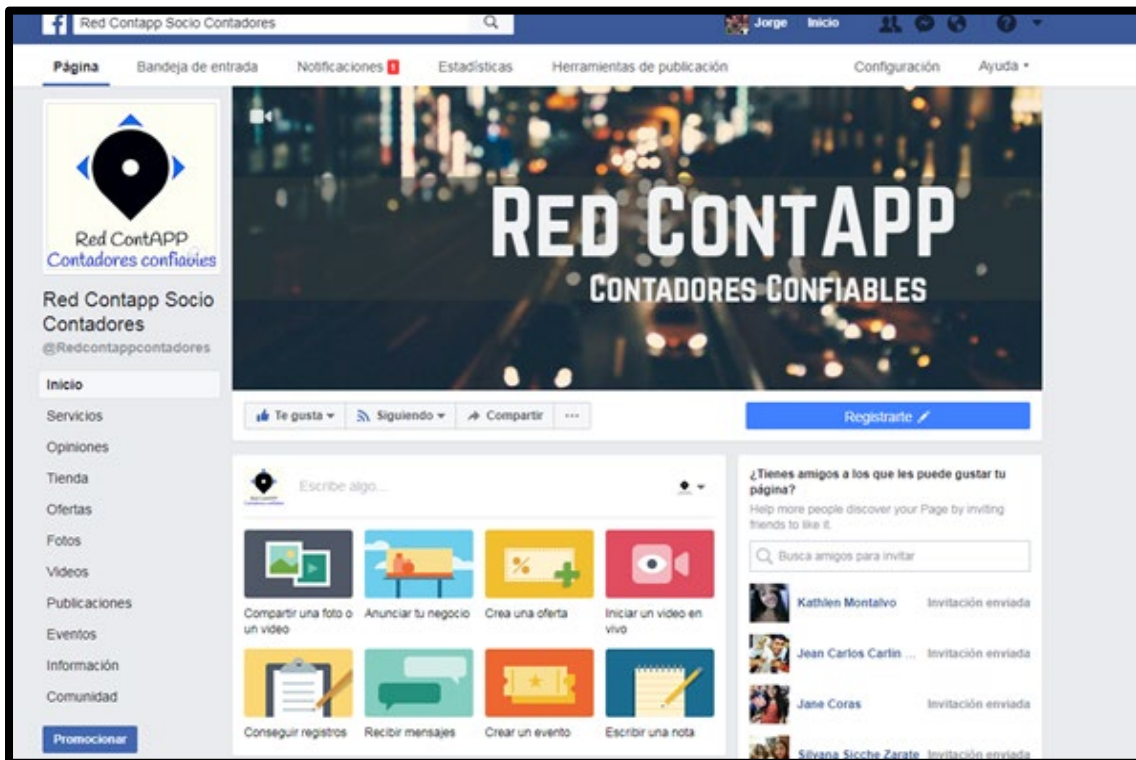 Red Contapp Socio Contadores
Jorge Inicio
Página Bandeja de entrada Notificaciones 1 Estadísticas Herramientas de publicación Configuración Ayuda
Red ContAPP
Contadores confiables
Red Contapp Socio
Contadores
@Redcontappcontadores
RED CONTAPP
CONTADORES CONFIABLES
Inicio
Servicios
Opiniones
Tienda
Ofertas
Fotos
Videos
Publicaciones
Eventos
Información
Comunidad
Promocionar
Te gusta Siguiendo Compartir ...
Registrarte
Escribe algo...
Compartir una foto o
un video
Anunciar tu negocio
Crea una oferta
Iniciar un video en
vivo
Conseguir registros
Recibir mensajes
Crear un evento
Escribir una nota
¿Tienes amigos a los que les puede gustar tu
página?
Help more people discover your Page by inviting
friends to like it.
Busca amigos para invitar
Kathlen Montalvo Invitación enviada
Jean Carlos Carlin ... Invitación enviada
Jane Coras Invitación enviada
Silvana Sicche Zarate Invitación enviada